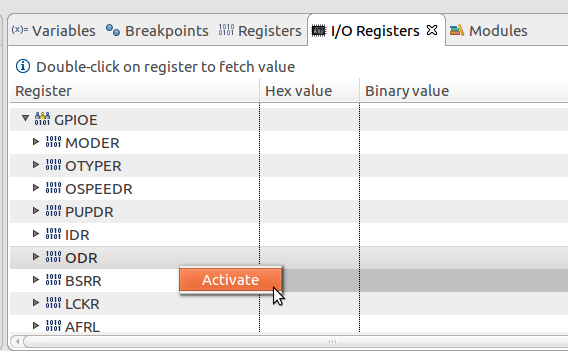 (x)= Variables Breakpoints 1010 0101 Registers I/O Registers Modules
Double-click on register to fetch value
Register Hex value Binary value
GPIOE
MODER
OTYPER
OSPEEDR
PUPDR
IDR
ODR
BSRR
Activate
LCKR
AFRL